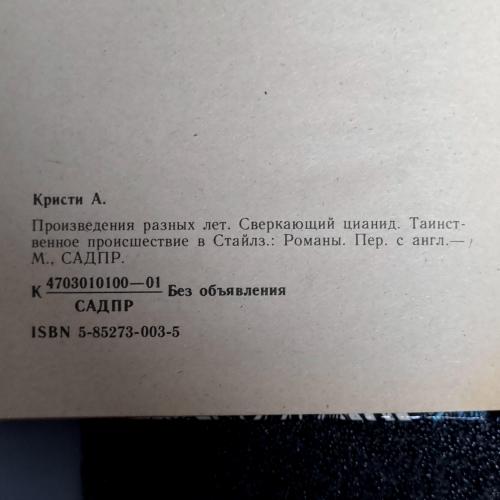 Кристи А.
Произведения разных лет. Сверкающий цианид. Таинст-
венное происшествие в Стайлз.: Романы. Пер. с англ.—
М., САДПР.
К 4703010100—01 Без объявления
САДПР
ISBN 5-85273-003-5